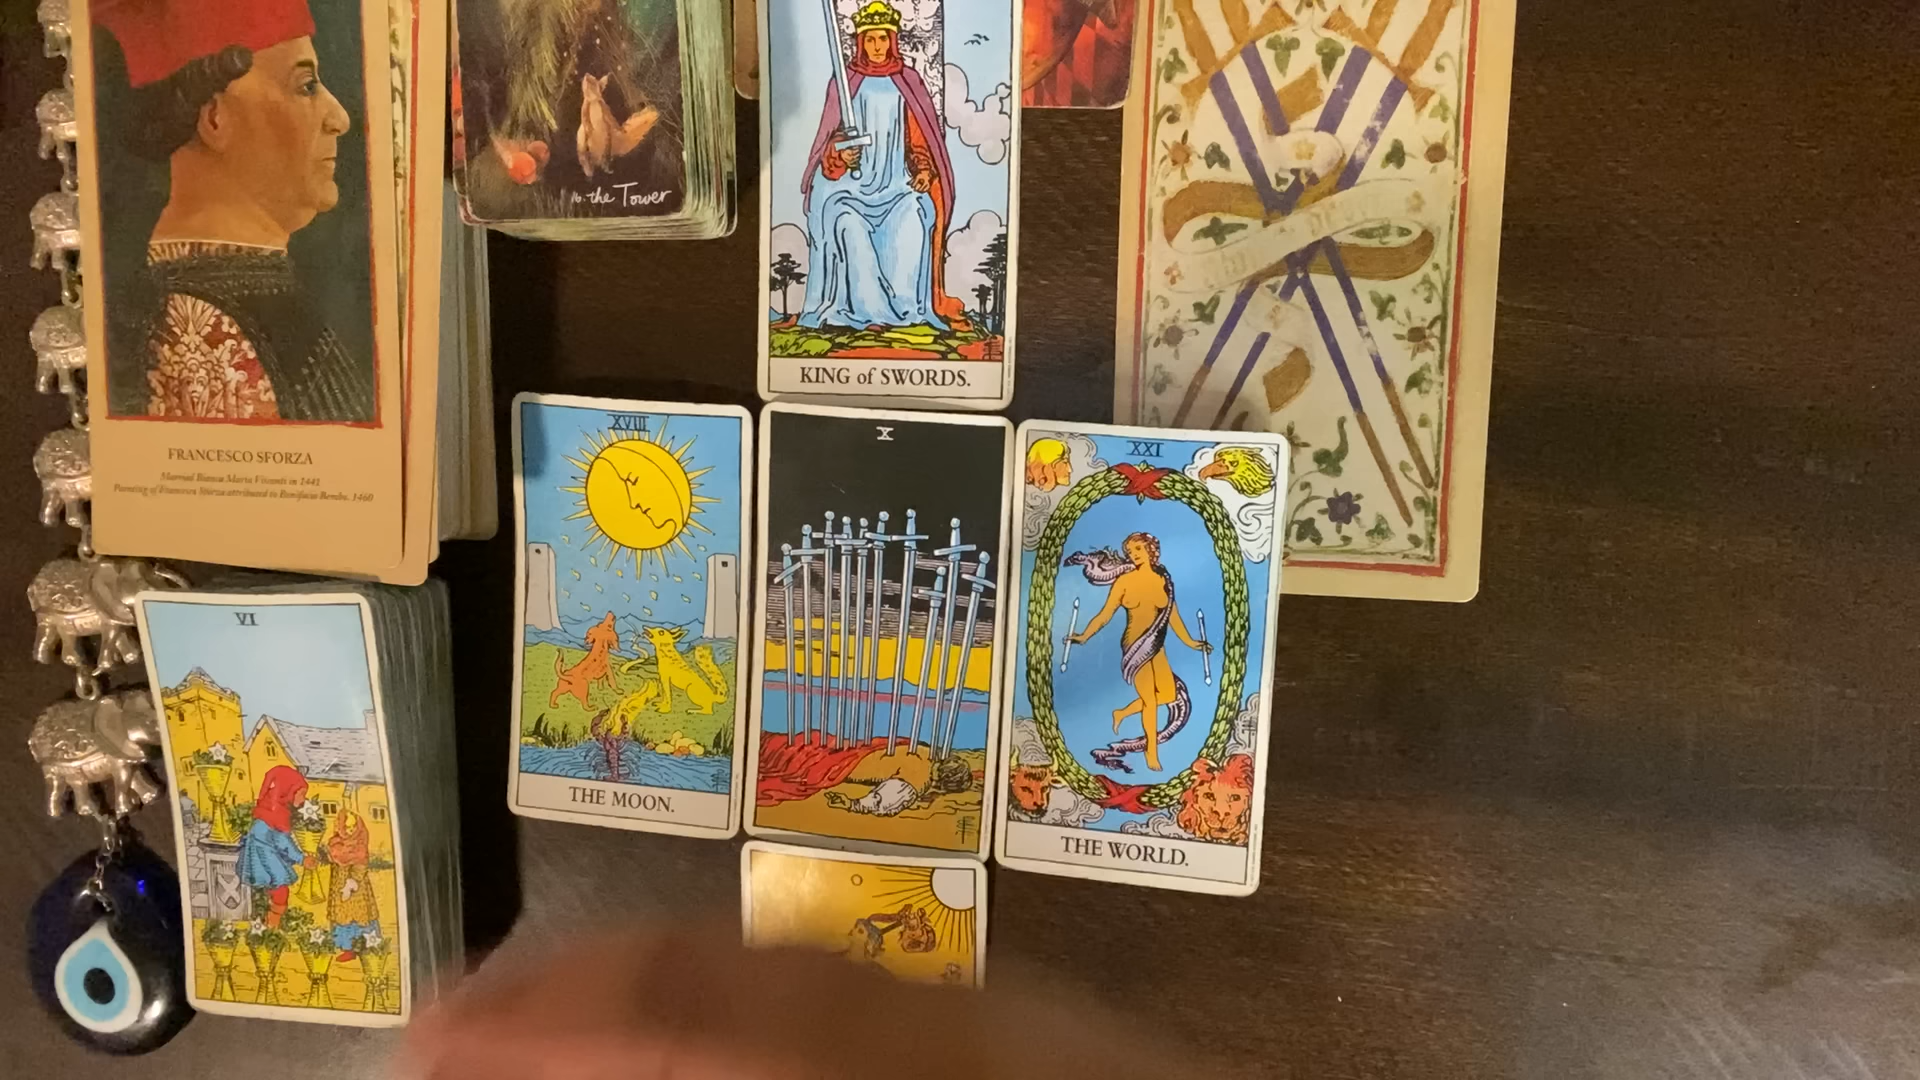 16. the Tower
KING of SWORDS.
FRANCESCO SFORZA
Married Bianca Maria Visconti in 1441
Painting of Francesco Sforza attributed to Bonifacio Bembo, 1460
VI
XVIII
THE MOON.
X
XXI
THE WORLD.